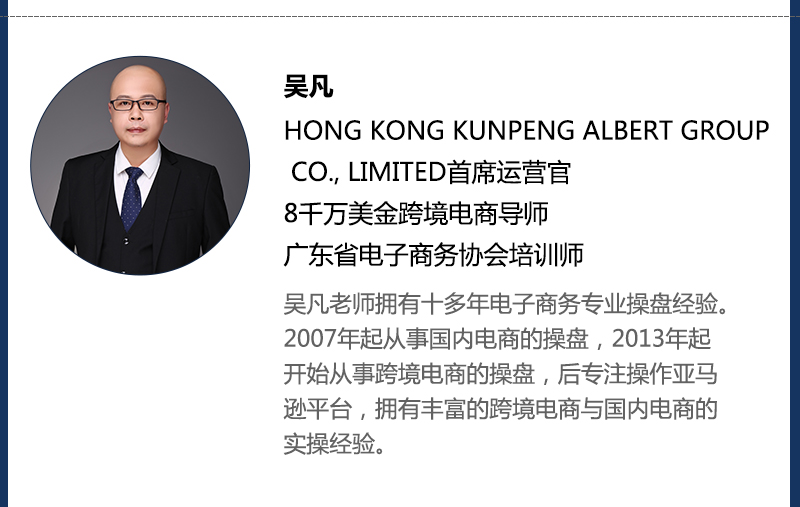 吴凡
HONG KONG KUNPENG ALBERT GROUP
CO., LIMITED首席运营官
8千万美金跨境电商导师
广东省电子商务协会培训师
吴凡老师拥有十多年电子商务专业操盘经验。
2007年起从事国内电商的操盘，2013年起
开始从事跨境电商的操盘，后专注操作亚马
逊平台，拥有丰富的跨境电商与国内电商的
实操经验。